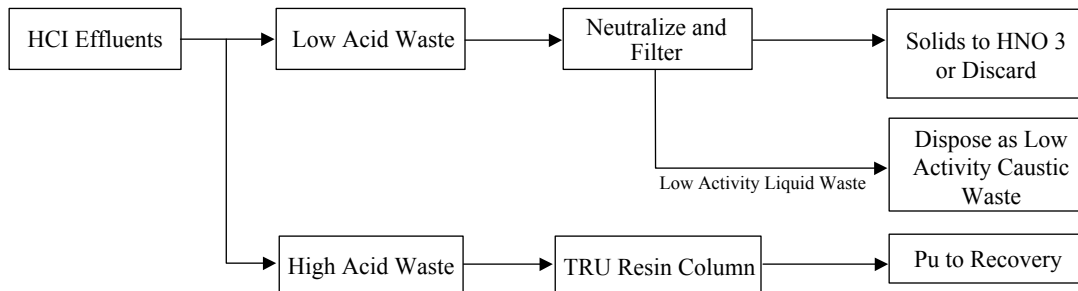 HCI Effluents
Low Acid Waste
Neutralize and
Filter
Solids to HNO 3
or Discard
Dispose as Low
Activity Caustic
Waste
Low Activity Liquid Waste
High Acid Waste
TRU Resin Column
Pu to Recovery